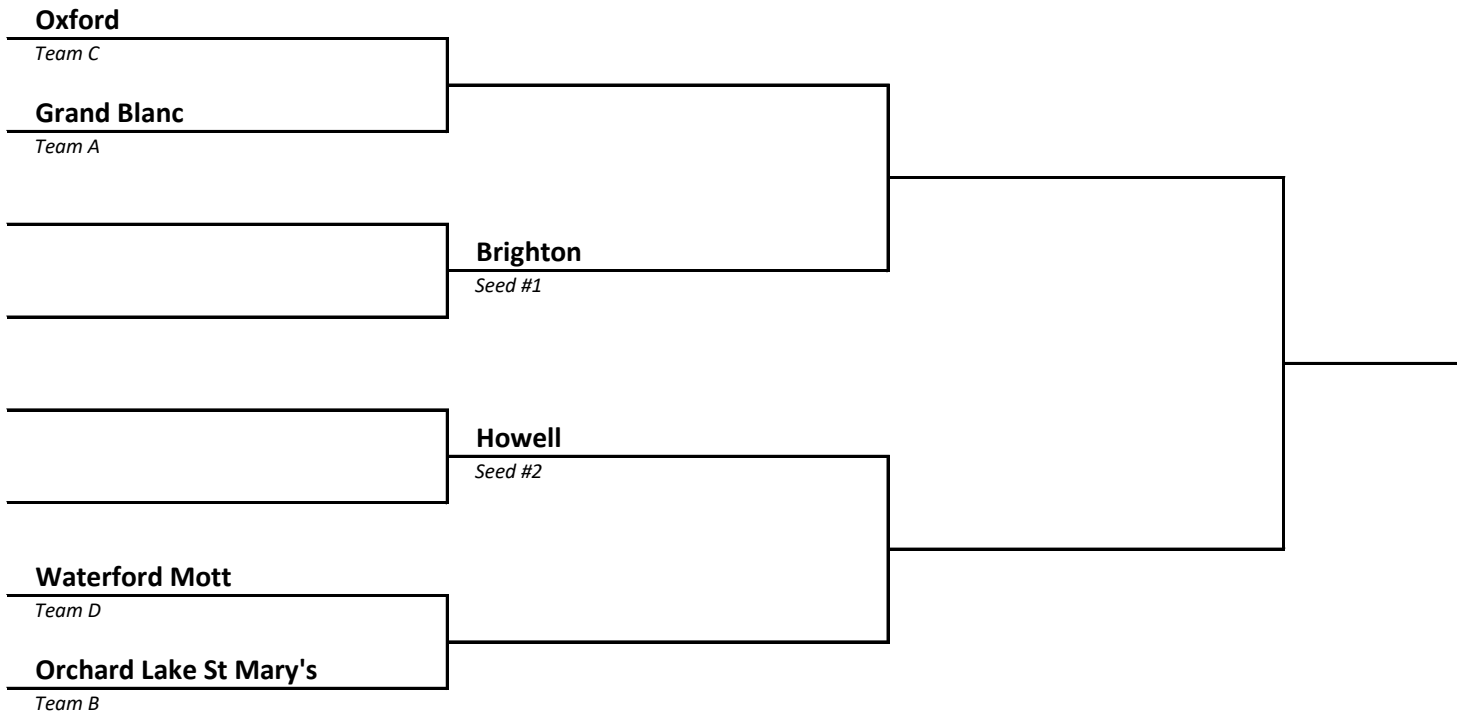 Oxford
Team C
Grand Blanc
Team A
Brighton
Seed #1
Howell
Seed #2
Waterford Mott
Team D
Orchard Lake St Mary's
Team B